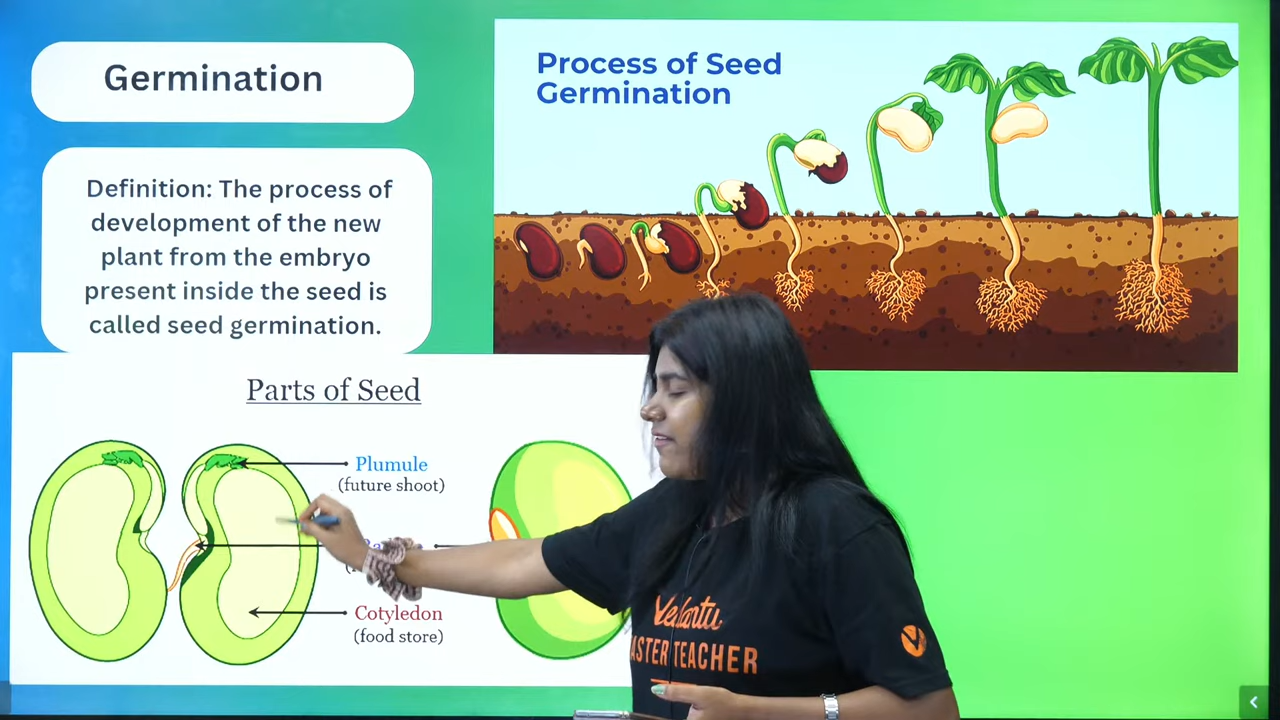 Germination
Definition: The process of
development of the new
plant from the embryo
present inside the seed is
called seed germination.
Process of Seed
Germination
Parts of Seed
Plumule
(future shoot)
Cotyledon
(food store)
Vedantu
MASTER TEACHER